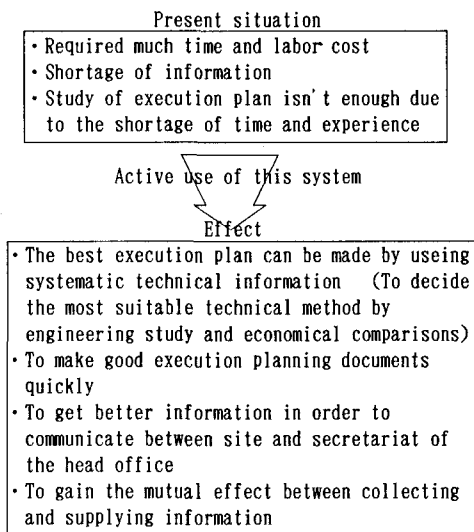 Present situation
・Required much time and labor cost
・Shortage of information
・Study of execution plan isn't enough due
to the shortage of time and experience
Active use of this system
Effect
・The best execution plan can be made by useing
systematic technical information (To decide
the most suitable technical method by
engineering study and economical comparisons)
・To make good execution planning documents
quickly
・To get better information in order to
communicate between site and secretariat of
the head office
・To gain the mutual effect between collecting
and supplying information